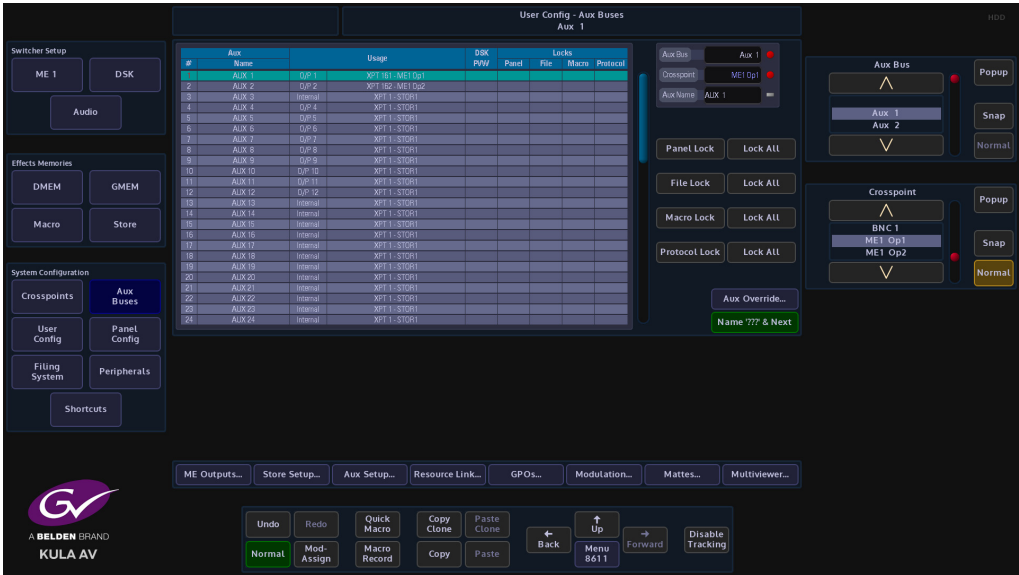 User Config - Aux Buses
Aux 1
HDD
Switcher Setup
ME 1
DSK
Audio
Effects Memories
DMEM
GMEM
Macro
Store
System Configuration
Crosspoints
Aux
Buses
User
Config
Panel
Config
Filing
System
Peripherals
Shortcuts
Aux
Usage
DSK
Locks
# Name PVW Panel File Macro Protocol
1 AUX 1 O/P 1 XPT 161 - ME1 Op1
2 AUX 2 O/P 2 XPT 162 - ME1 Op2
3 AUX 3 Internal XPT 1 - STOR1
4 AUX 4 O/P 4 XPT 1 - STOR1
5 AUX 5 O/P 5 XPT 1 - STOR1
6 AUX 6 O/P 6 XPT 1 - STOR1
7 AUX 7 O/P 7 XPT 1 - STOR1
8 AUX 8 O/P 8 XPT 1 - STOR1
9 AUX 9 O/P 9 XPT 1 - STOR1
10 AUX 10 O/P 10 XPT 1 - STOR1
11 AUX 11 O/P 11 XPT 1 - STOR1
12 AUX 12 O/P 12 XPT 1 - STOR1
13 AUX 13 Internal XPT 1 - STOR1
14 AUX 14 Internal XPT 1 - STOR1
15 AUX 15 Internal XPT 1 - STOR1
16 AUX 16 Internal XPT 1 - STOR1
17 AUX 17 Internal XPT 1 - STOR1
18 AUX 18 Internal XPT 1 - STOR1
19 AUX 19 Internal XPT 1 - STOR1
20 AUX 20 Internal XPT 1 - STOR1
21 AUX 21 Internal XPT 1 - STOR1
22 AUX 22 Internal XPT 1 - STOR1
23 AUX 23 Internal XPT 1 - STOR1
24 AUX 24 Internal XPT 1 - STOR1
Aux Bus Aux 1
Crosspoint ME1 Op1
Aux Name AUX 1
Panel Lock Lock All
File Lock Lock All
Macro Lock Lock All
Protocol Lock Lock All
Aux Override...
Name '???' & Next
Aux Bus
Aux 1
Aux 2
Popup
Snap
Normal
Crosspoint
BNC 1
ME1 Op1
ME1 Op2
Popup
Snap
Normal
ME Outputs... Store Setup... Aux Setup... Resource Link... GPOs... Modulation... Mattes... Multiviewer...
GV
A BELDEN BRAND
KULA AV
Undo
Redo
Quick
Macro
Copy
Clone
Paste
Clone
Normal
Mod-
Assign
Macro
Record
Copy
Paste
Back
Up
Menu
8611
Forward
Disable
Tracking